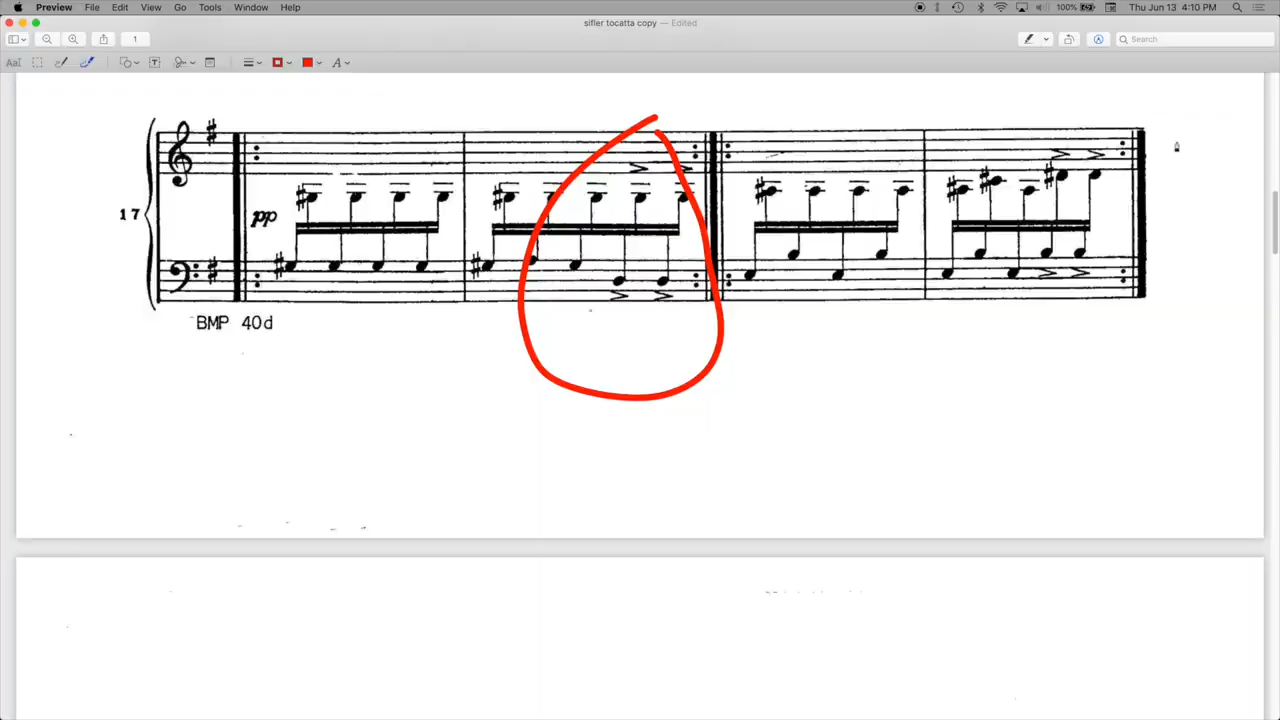 Preview File Edit View Go Tools Window Help 100% Thu Jun 13 4:10 PM
sifler tocatta copy — Edited
1 Search
AaI T A
17
pp
BMP 40d